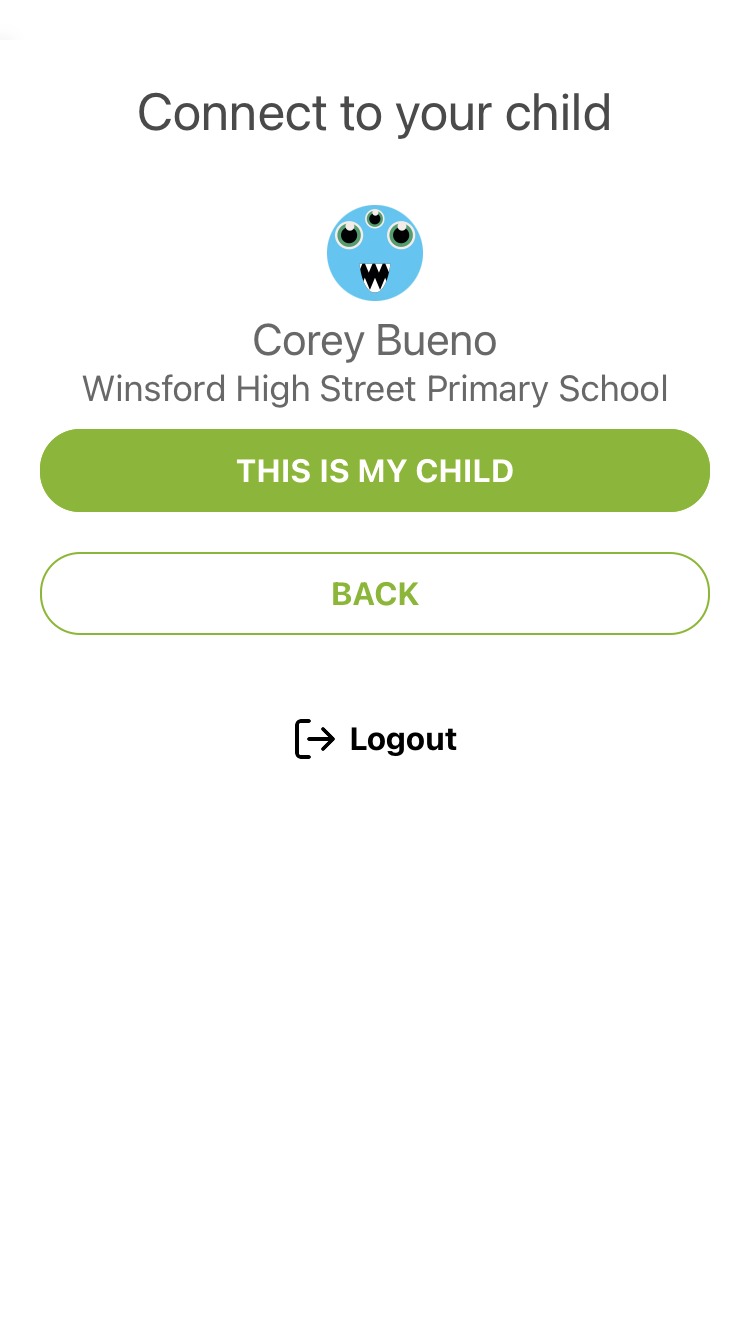 Connect to your child
Corey Bueno
Winsford High Street Primary School
THIS IS MY CHILD
BACK
Logout